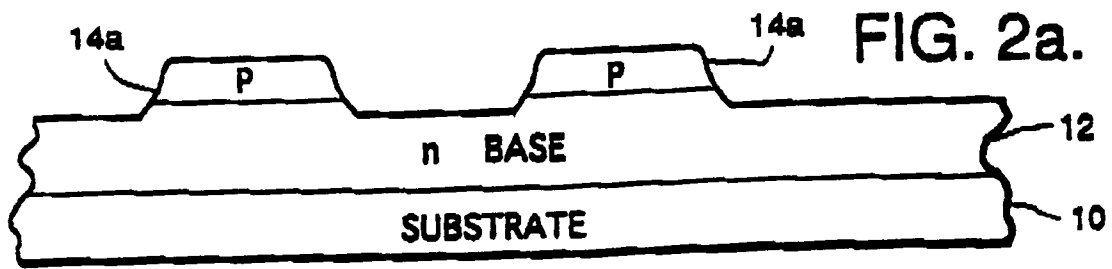 FIG. 2a.
14a
14a
P
P
12
n BASE
10
SUBSTRATE